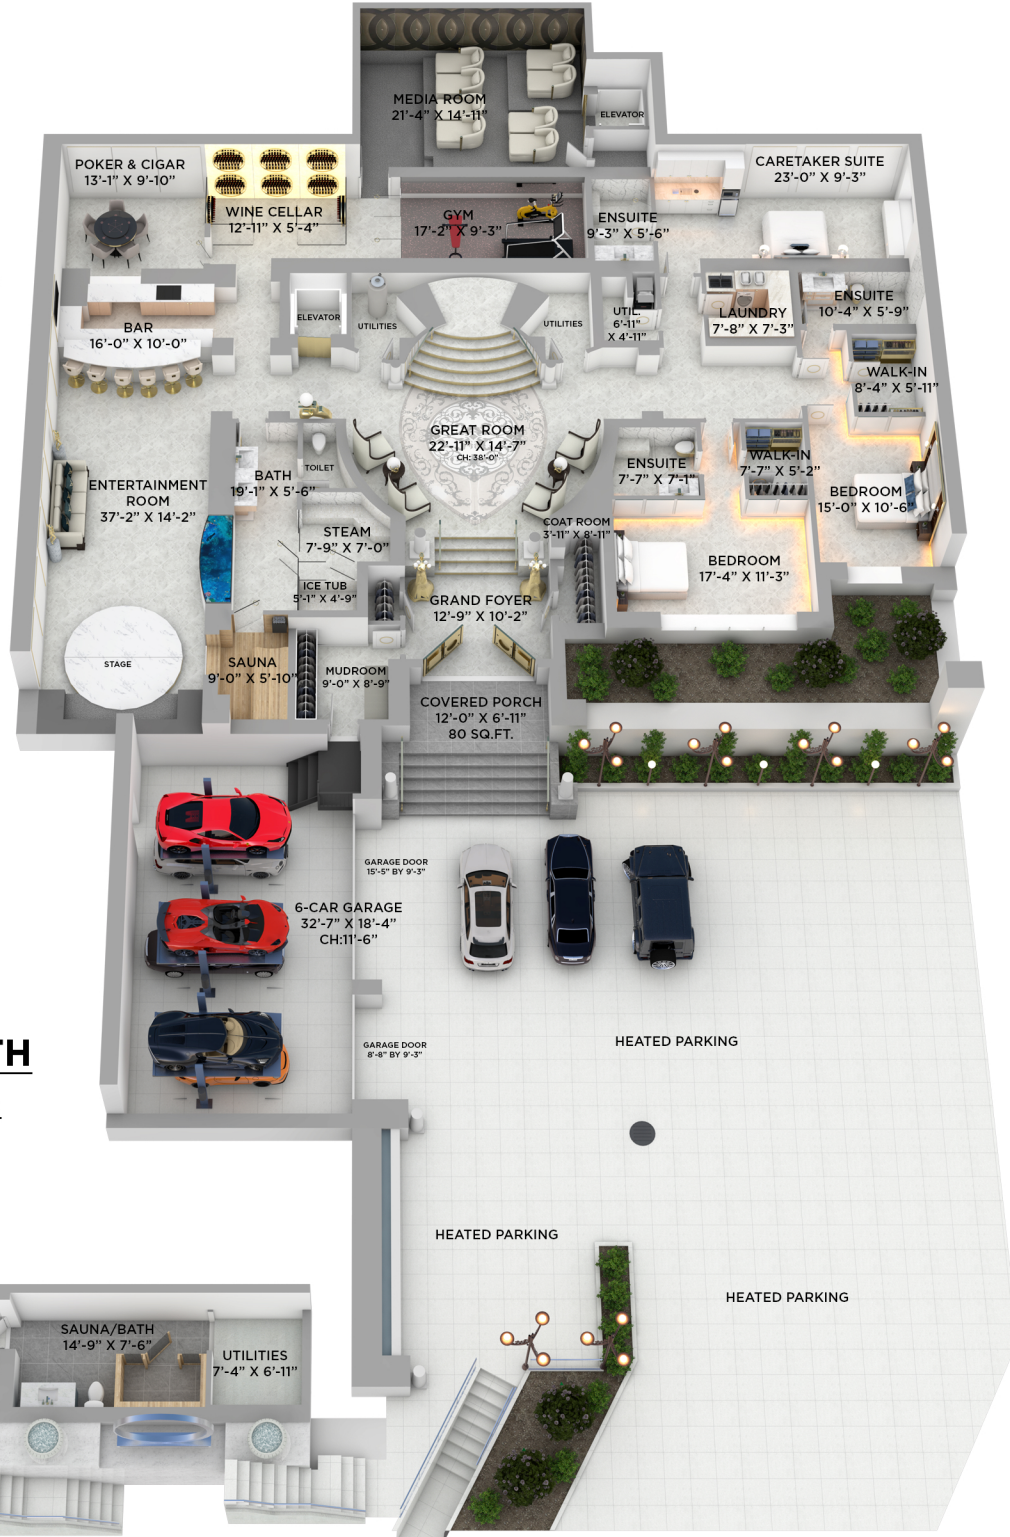 MEDIA ROOM
21'-4" X 14'-11"
ELEVATOR
POKER & CIGAR
13'-1" X 9'-10"
WINE CELLAR
12'-11" X 5'-4"
GYM
17'-2" X 9'-3"
ENSUITE
9'-3" X 5'-6"
CARETAKER SUITE
23'-0" X 9'-3"
BAR
16'-0" X 10'-0"
ELEVATOR
UTILITIES
UTILITIES
UTIL.
6'-11"
X 4'-11"
LAUNDRY
7'-8" X 7'-3"
ENSUITE
10'-4" X 5'-9"
WALK-IN
8'-4" X 5'-11"
GREAT ROOM
22'-11" X 14'-7"
CH: 38'-0"
ENTERTAINMENT
ROOM
37'-2" X 14'-2"
BATH
19'-1" X 5'-6"
TOILET
STEAM
7'-9" X 7'-0"
ICE TUB
5'-1" X 4'-9"
COAT ROOM
3'-11" X 8'-11"
ENSUITE
7'-7" X 7'-1"
WALK-IN
7'-7" X 5'-2"
BEDROOM
15'-0" X 10'-6"
BEDROOM
17'-4" X 11'-3"
GRAND FOYER
12'-9" X 10'-2"
STAGE
SAUNA
9'-0" X 5'-10"
MUDROOM
9'-0" X 8'-9"
COVERED PORCH
12'-0" X 6'-11"
80 SQ.FT.
GARAGE DOOR
15'-5" BY 9'-3"
6-CAR GARAGE
32'-7" X 18'-4"
CH:11'-6"
GARAGE DOOR
8'-8" BY 9'-3"
HEATED PARKING
TH
HEATED PARKING
HEATED PARKING
SAUNA/BATH
14'-9" X 7'-6"
UTILITIES
7'-4" X 6'-11"